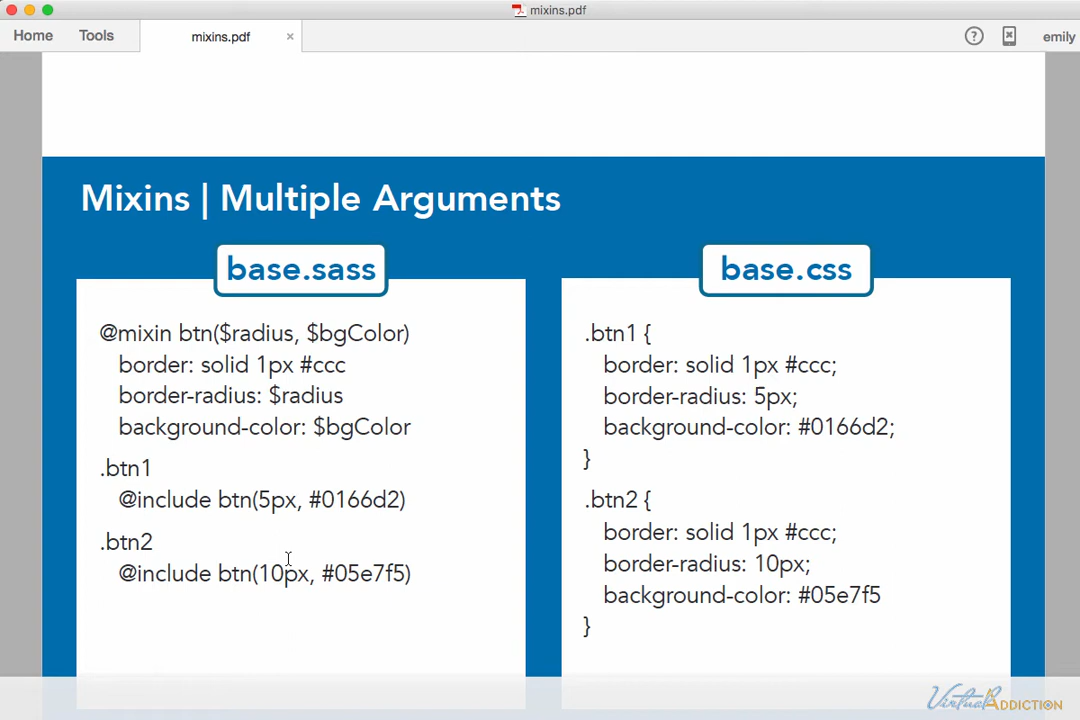 mixins.pdf
Home Tools mixins.pdf × ? emily
Mixins | Multiple Arguments
base.sass
@mixin btn($radius, $bgColor)
border: solid 1px #ccc
border-radius: $radius
background-color: $bgColor
.btn1
@include btn(5px, #0166d2)
.btn2
@include btn(10px, #05e7f5)
base.css
.btn1 {
border: solid 1px #ccc;
border-radius: 5px;
background-color: #0166d2;
}
.btn2 {
border: solid 1px #ccc;
border-radius: 10px;
background-color: #05e7f5
}
Virtual ADDICTION